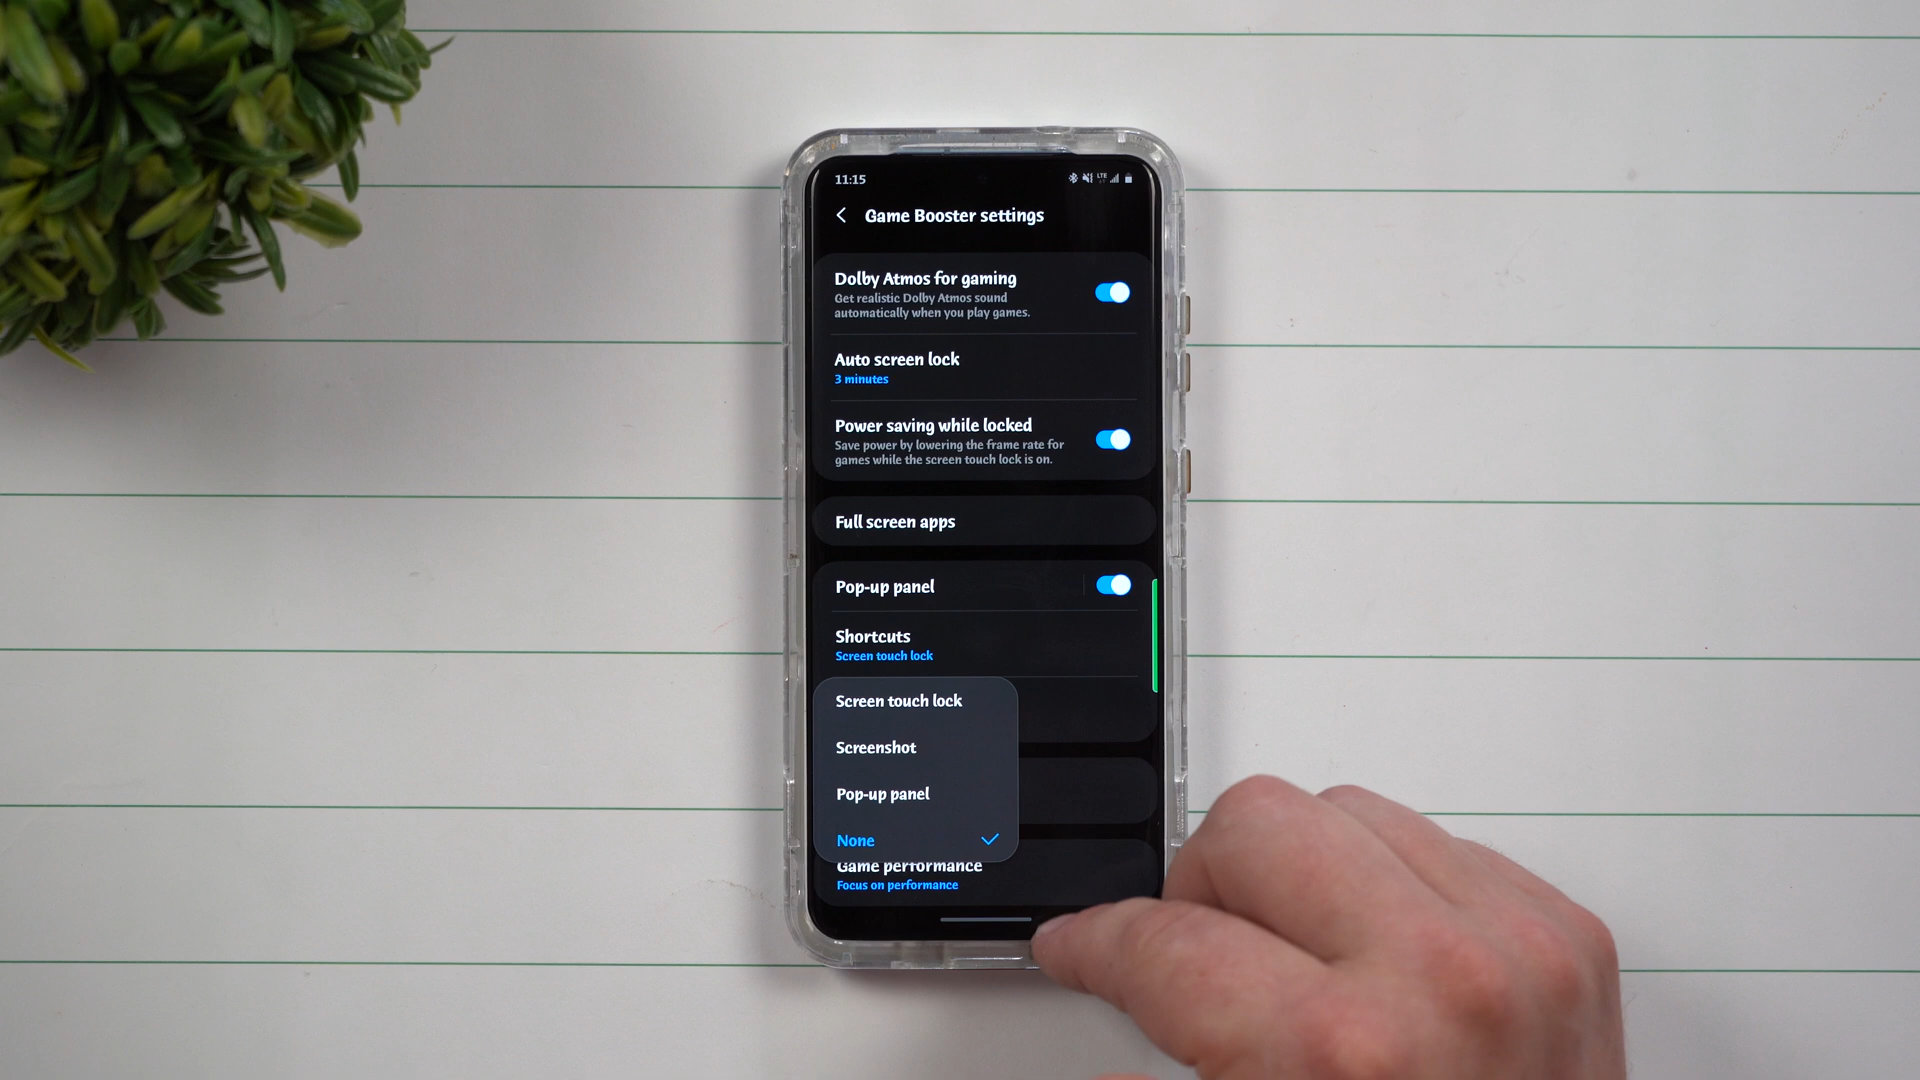 11:15
LTE
Game Booster settings
Dolby Atmos for gaming
Get realistic Dolby Atmos sound
automatically when you play games.
Auto screen lock
3 minutes
Power saving while locked
Save power by lowering the frame rate for
games while the screen touch lock is on.
Full screen apps
Pop-up panel
Shortcuts
Screen touch lock
Screen touch lock
Screenshot
Pop-up panel
None
Game performance
Focus on performance